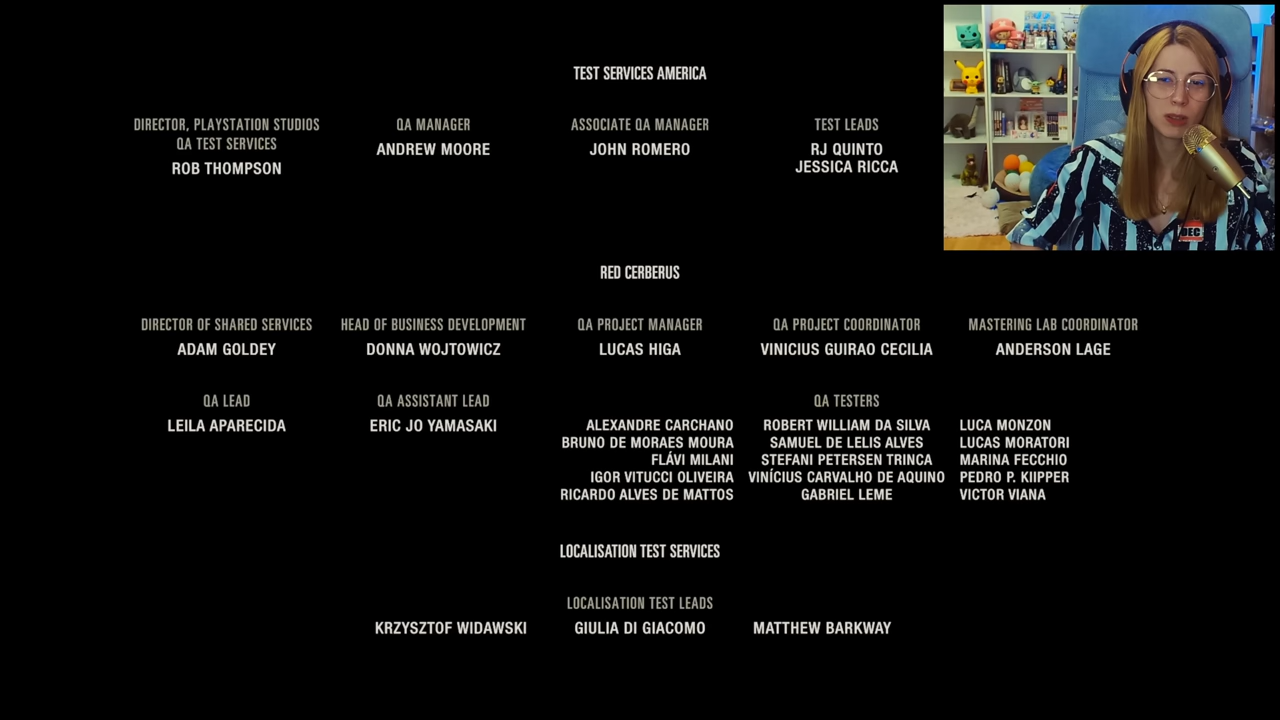 TEST SERVICES AMERICA
DIRECTOR, PLAYSTATION STUDIOS
QA TEST SERVICES
ROB THOMPSON
QA MANAGER
ANDREW MOORE
ASSOCIATE QA MANAGER
JOHN ROMERO
TEST LEADS
RJ QUINTO
JESSICA RICCA
RED CERBERUS
DIRECTOR OF SHARED SERVICES
ADAM GOLDEY
HEAD OF BUSINESS DEVELOPMENT
DONNA WOJTOWICZ
QA PROJECT MANAGER
LUCAS HIGA
QA PROJECT COORDINATOR
VINICIUS GUIRAO CECILIA
MASTERING LAB COORDINATOR
ANDERSON LAGE
QA LEAD
LEILA APARECIDA
QA ASSISTANT LEAD
ERIC JO YAMASAKI
QA TESTERS
ALEXANDRE CARCHANO
BRUNO DE MORAES MOURA
FLÁVI MILANI
IGOR VITUCCI OLIVEIRA
RICARDO ALVES DE MATTOS
ROBERT WILLIAM DA SILVA
SAMUEL DE LELIS ALVES
STEFANI PETERSEN TRINCA
VINÍCIUS CARVALHO DE AQUINO
GABRIEL LEME
LUCA MONZON
LUCAS MORATORI
MARINA FECCHIO
PEDRO P. KIIPPER
VICTOR VIANA
LOCALISATION TEST SERVICES
LOCALISATION TEST LEADS
KRZYSZTOF WIDAWSKI
GIULIA DI GIACOMO
MATTHEW BARKWAY
DEC